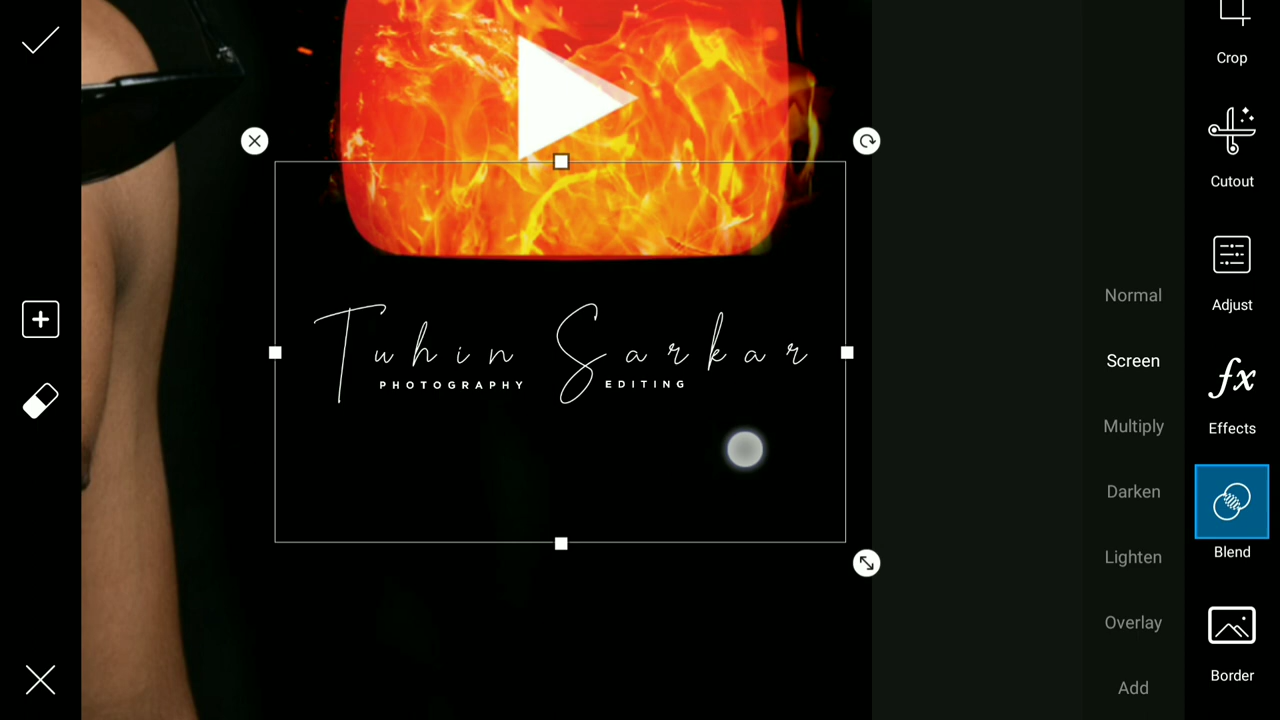 Crop
Cutout
Adjust
Normal
Screen
Effects
Multiply
Darken
Blend
Lighten
Overlay
Border
Add
Tuhin Sarkar
PHOTOGRAPHY EDITING
fx